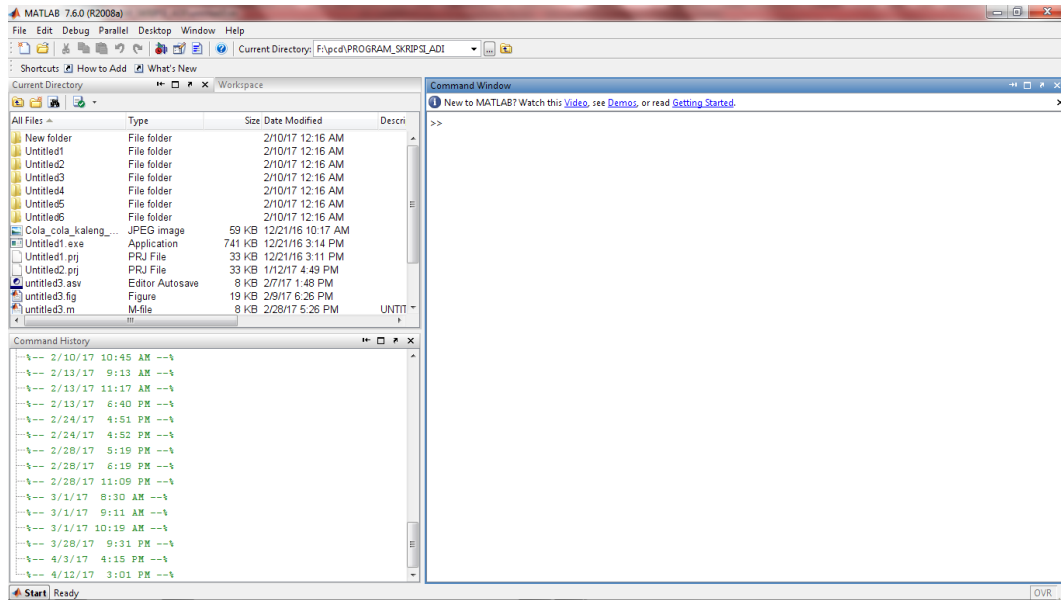 MATLAB 7.6.0 (R2008a)
File Edit Debug Parallel Desktop Window Help
Current Directory: F:\pcd\PROGRAM_SKRIPSI_ADI
Shortcuts How to Add What's New
Current Directory Workspace
All Files Type Size Date Modified Descri
New folder File folder 2/10/17 12:16 AM
Untitled1 File folder 2/10/17 12:16 AM
Untitled2 File folder 2/10/17 12:16 AM
Untitled3 File folder 2/10/17 12:16 AM
Untitled4 File folder 2/10/17 12:16 AM
Untitled5 File folder 2/10/17 12:16 AM
Untitled6 File folder 2/10/17 12:16 AM
Cola_cola_kaleng_... JPEG image 59 KB 12/21/16 10:17 AM
Untitled1.exe Application 741 KB 12/21/16 3:14 PM
Untitled1.prj PRJ File 33 KB 12/21/16 3:11 PM
Untitled2.prj PRJ File 33 KB 1/12/17 4:49 PM
untitled3.asv Editor Autosave 8 KB 2/7/17 1:48 PM
untitled3.fig Figure 19 KB 2/9/17 6:26 PM
untitled3.m M-file 8 KB 2/28/17 5:26 PM UNTIT
Command History
%-- 2/10/17 10:45 AM --%
%-- 2/13/17 9:13 AM --%
%-- 2/13/17 11:17 AM --%
%-- 2/13/17 6:40 PM --%
%-- 2/24/17 4:51 PM --%
%-- 2/24/17 4:52 PM --%
%-- 2/28/17 5:19 PM --%
%-- 2/28/17 6:19 PM --%
%-- 2/28/17 11:09 PM --%
%-- 3/1/17 8:30 AM --%
%-- 3/1/17 9:11 AM --%
%-- 3/1/17 10:19 AM --%
%-- 3/28/17 9:31 PM --%
%-- 4/3/17 4:15 PM --%
%-- 4/12/17 3:01 PM --%
Command Window
New to MATLAB? Watch this Video, see Demos, or read Getting Started.
>>
Start Ready
OVR